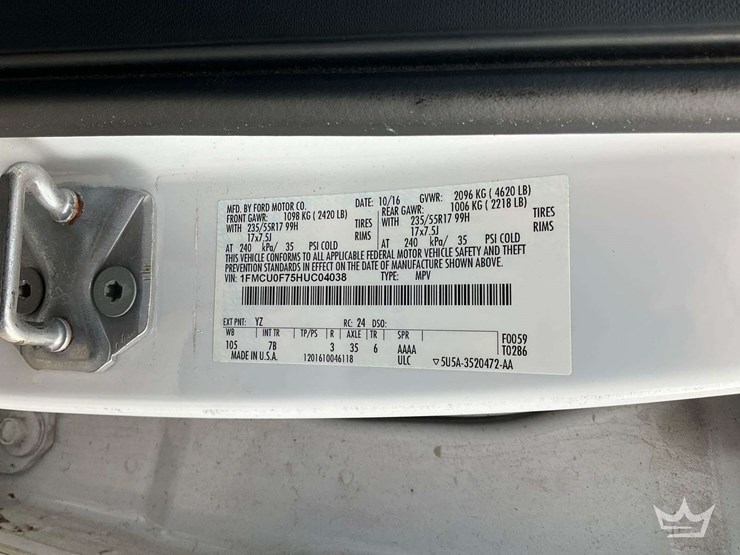 MFD. BY FORD MOTOR CO. DATE: 10/16 GVWR: 2096 KG ( 4620 LB)
FRONT GAWR: 1098 KG ( 2420 LB) REAR GAWR: 1006 KG ( 2218 LB)
WITH 235/55R17 99H TIRES WITH 235/55R17 99H TIRES
17x7.5J RIMS 17x7.5J RIMS
AT 240 kPa/ 35 PSI COLD AT 240 kPa/ 35 PSI COLD
THIS VEHICLE CONFORMS TO ALL APPLICABLE FEDERAL MOTOR VEHICLE SAFETY AND THEFT
PREVENTION STANDARDS IN EFFECT ON THE DATE OF MANUFACTURE SHOWN ABOVE.
VIN: 1FMCU0F75HUC04038 TYPE: MPV
EXT PNT: YZ RC: 24 DSO:
WB INT TR TP/PS R AXLE TR SPR F0059
105 7B 3 35 6 AAAA T02B6
MADE IN U.S.A. 1201610046118 ULC ▽5U5A-3520472-AA